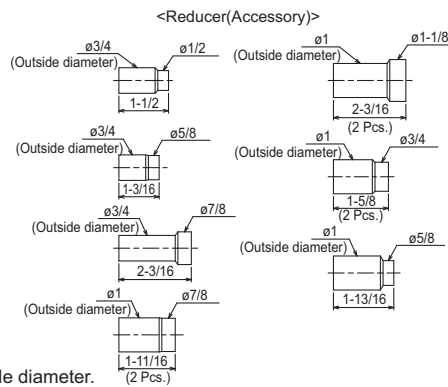 <Reducer(Accessory)>
ø3/4
(Outside diameter)
ø1/2
1-1/2
ø3/4
(Outside diameter)
ø5/8
1-3/16
ø3/4
(Outside diameter)
ø7/8
2-3/16
ø1
(Outside diameter)
ø7/8
1-11/16
(2 Pcs.)
ø1
(Outside diameter)
ø1-1/8
2-3/16
(2 Pcs.)
ø1
(Outside diameter)
ø3/4
1-5/8
(2 Pcs.)
ø1
(Outside diameter)
ø5/8
1-13/16
diameter.